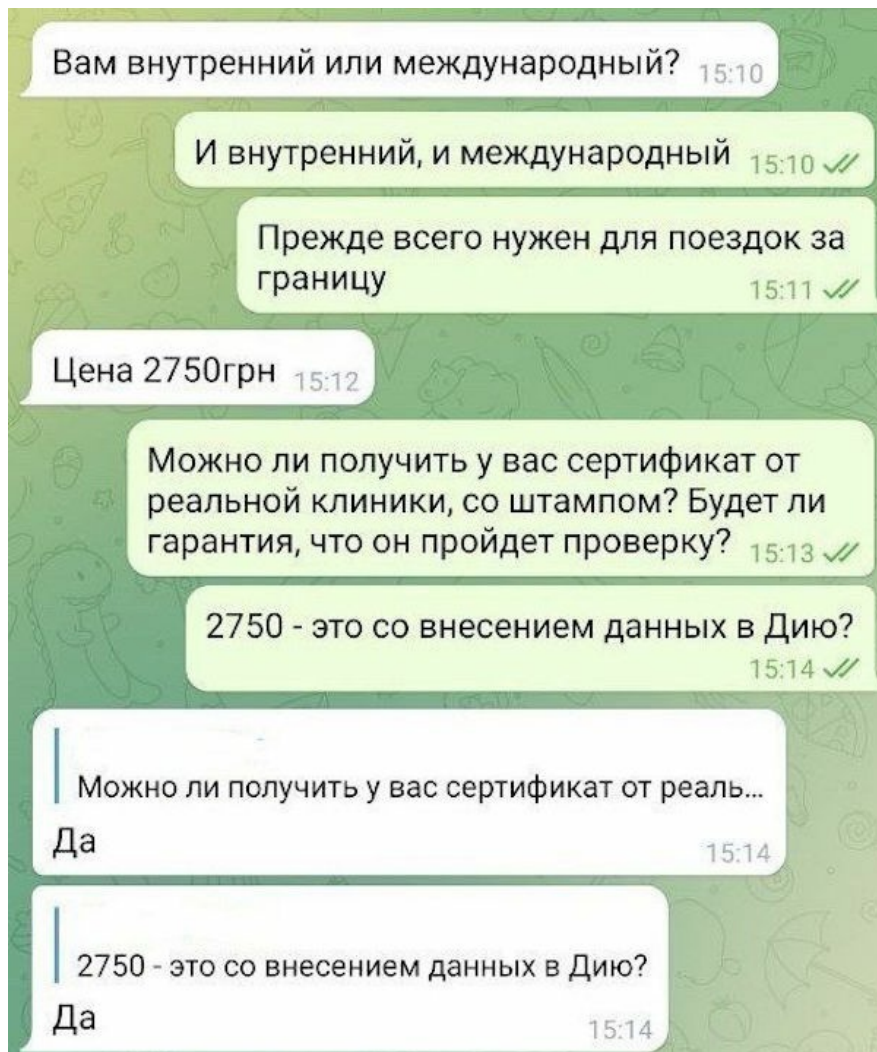 Вам внутренний или международный? 15:10
И внутренний, и международный 15:10
Прежде всего нужен для поездок за
границу 15:11
Цена 2750грн 15:12
Можно ли получить у вас сертификат от
реальной клиники, со штампом? Будет ли
гарантия, что он пройдет проверку? 15:13
2750 - это со внесением данных в Дию?
15:14
Можно ли получить у вас сертификат от реаль...
Да 15:14
2750 - это со внесением данных в Дию?
Да 15:14